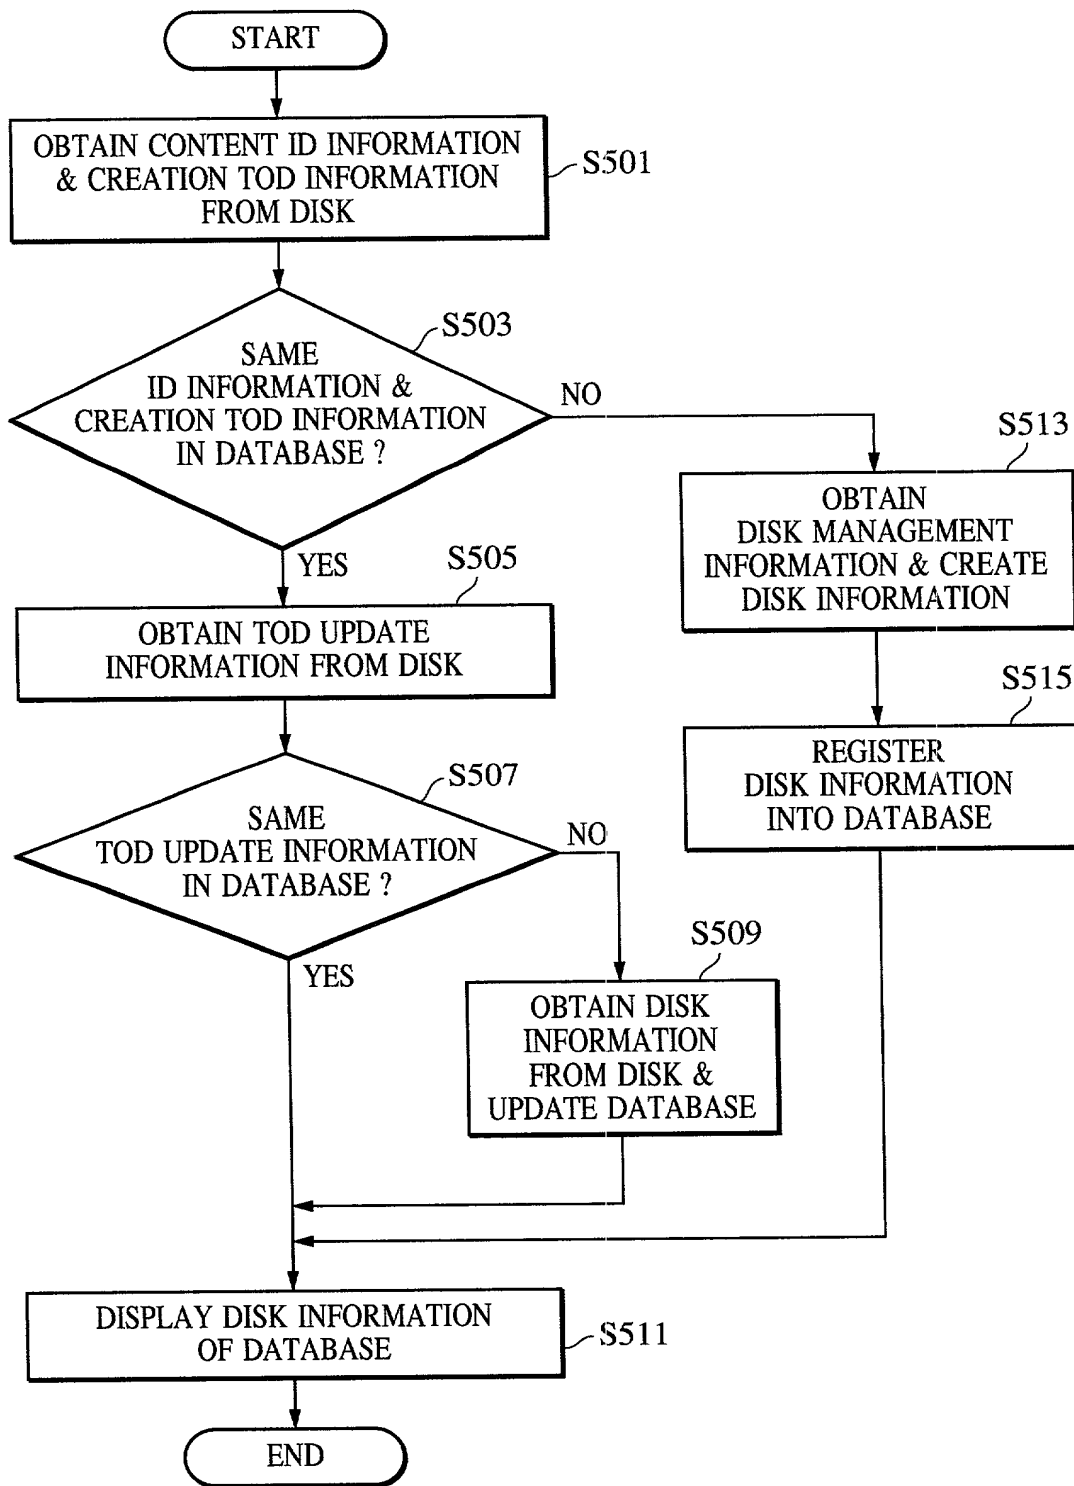 START
OBTAIN CONTENT ID INFORMATION
& CREATION TOD INFORMATION
FROM DISK
S501
S503
SAME
ID INFORMATION &
CREATION TOD INFORMATION
IN DATABASE ?
NO
YES
S513
OBTAIN
DISK MANAGEMENT
INFORMATION & CREATE
DISK INFORMATION
S505
OBTAIN TOD UPDATE
INFORMATION FROM DISK
S515
REGISTER
DISK INFORMATION
INTO DATABASE
S507
SAME
TOD UPDATE INFORMATION
IN DATABASE ?
NO
YES
S509
OBTAIN DISK
INFORMATION
FROM DISK &
UPDATE DATABASE
DISPLAY DISK INFORMATION
OF DATABASE
S511
END